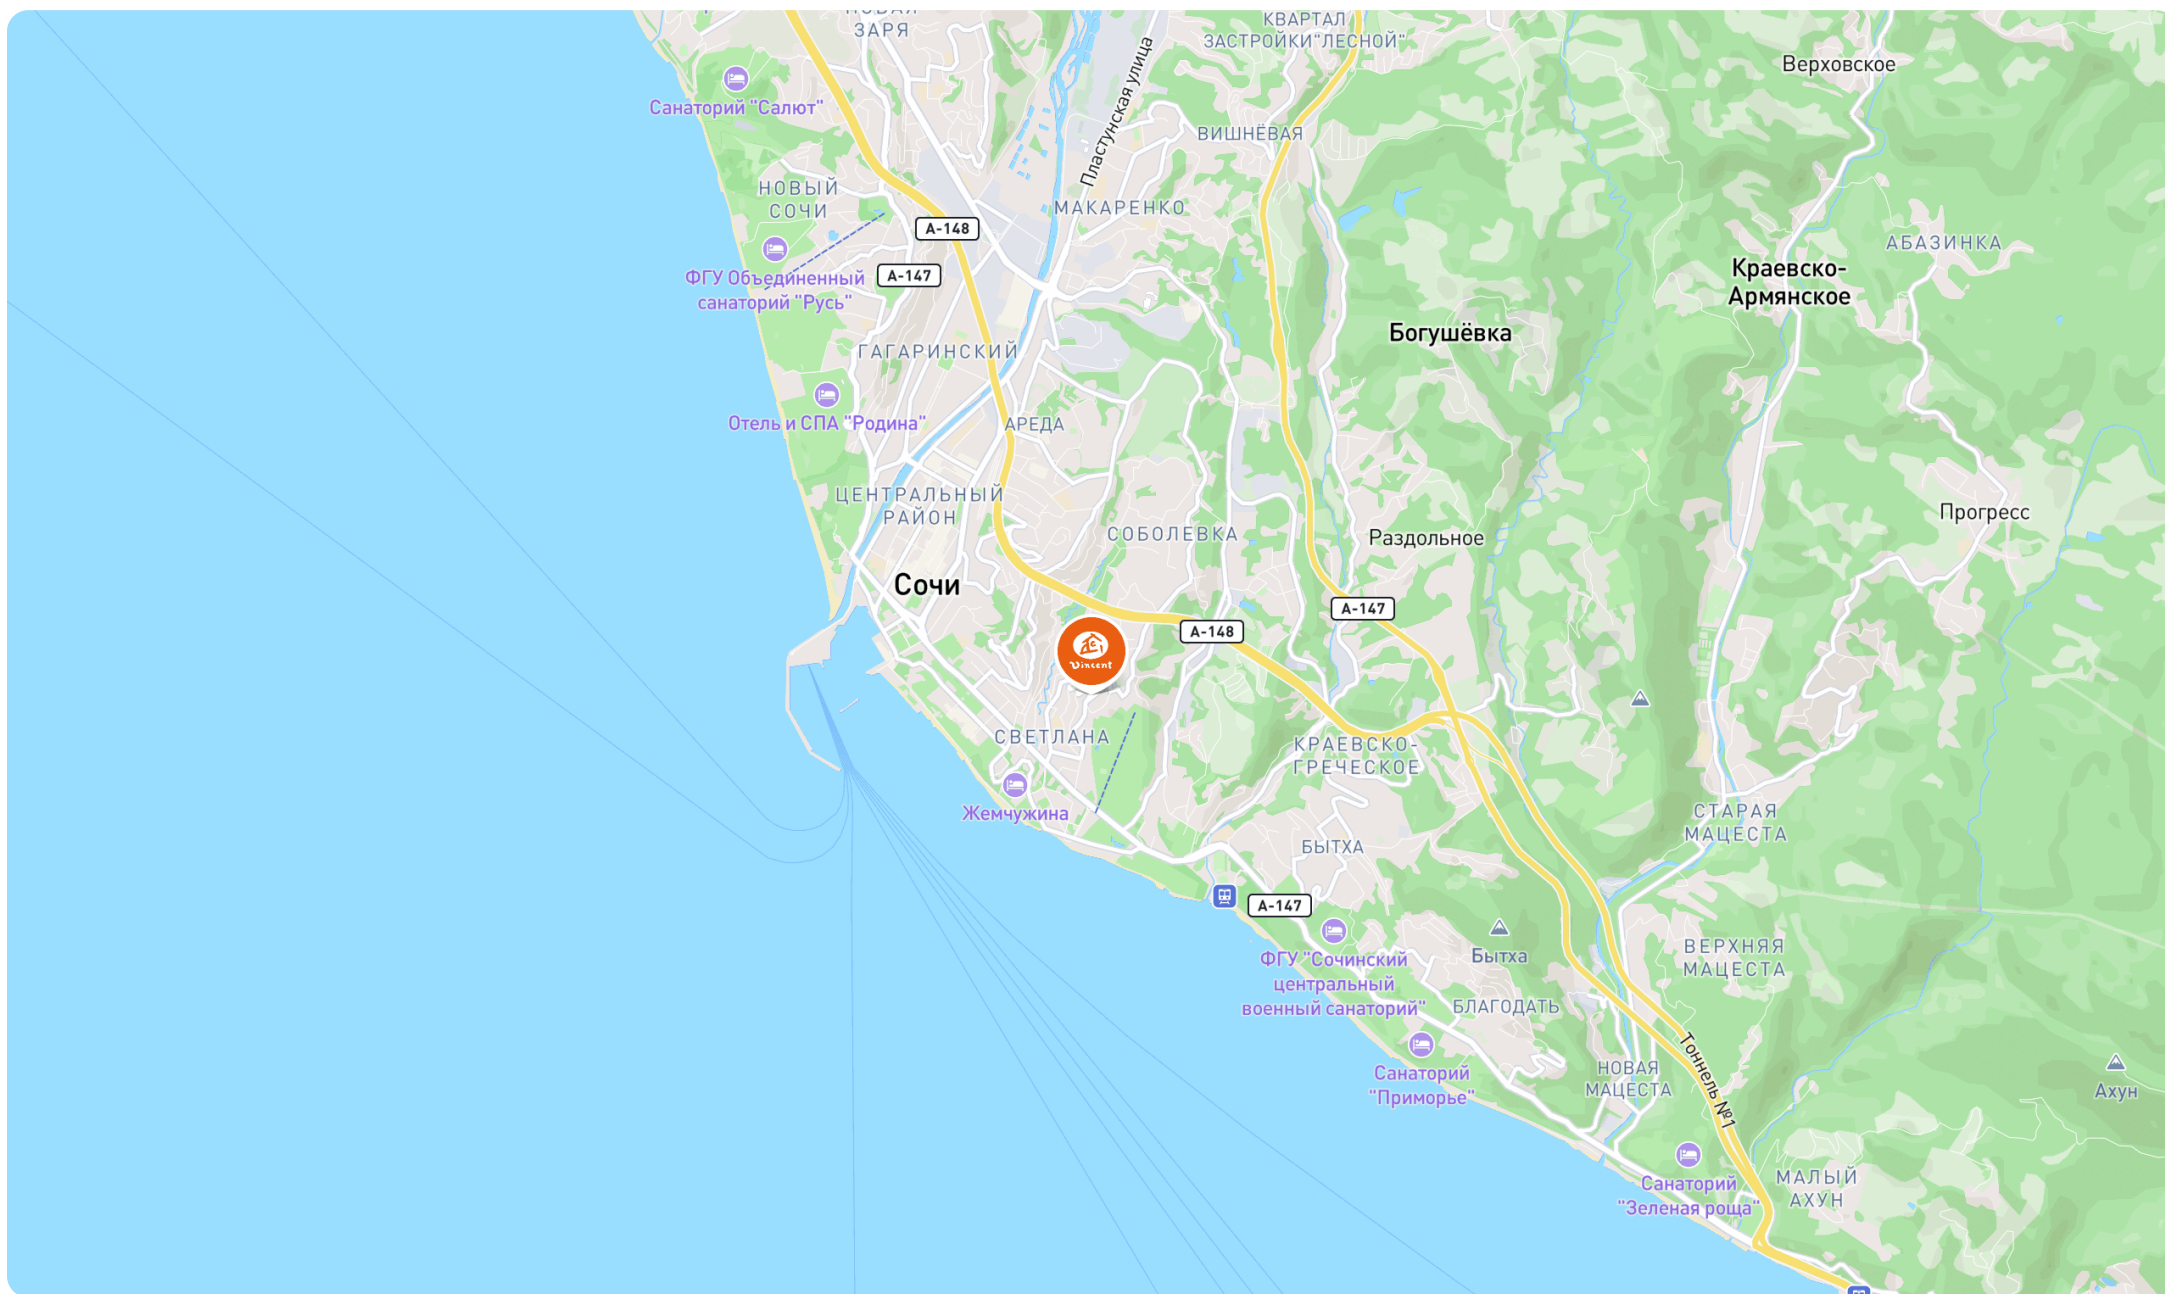 НОВАЯ
ЗАРЯ
КВАРТАЛ
ЗАСТРОЙКИ"ЛЕСНОЙ"
Верховское
Санаторий "Салют"
Пластунская улица
ВИШНЁВАЯ
НОВЫЙ
СОЧИ
МАКАРЕНКО
А-148
АБАЗИНКА
ФГУ Объединенный
санаторий "Русь"
А-147
Краевско-
Армянское
Богушёвка
ГАГАРИНСКИЙ
Отель и СПА "Родина"
АРЕДА
ЦЕНТРАЛЬНЫЙ
РАЙОН
СОБОЛЕВКА
Раздольное
Прогресс
Сочи
А-147
А-148
Vincent
СВЕТЛАНА
КРАЕВСКО-
ГРЕЧЕСКОЕ
Жемчужина
СТАРАЯ
МАЦЕСТА
БЫТХА
А-147
ФГУ "Сочинский
центральный
военный санаторий"
Бытха
ВЕРХНЯЯ
МАЦЕСТА
БЛАГОДАТЬ
Санаторий
"Приморье"
НОВАЯ
МАЦЕСТА
Тоннель №1
Ахун
Санаторий
"Зеленая роща"
МАЛЫЙ
АХУН